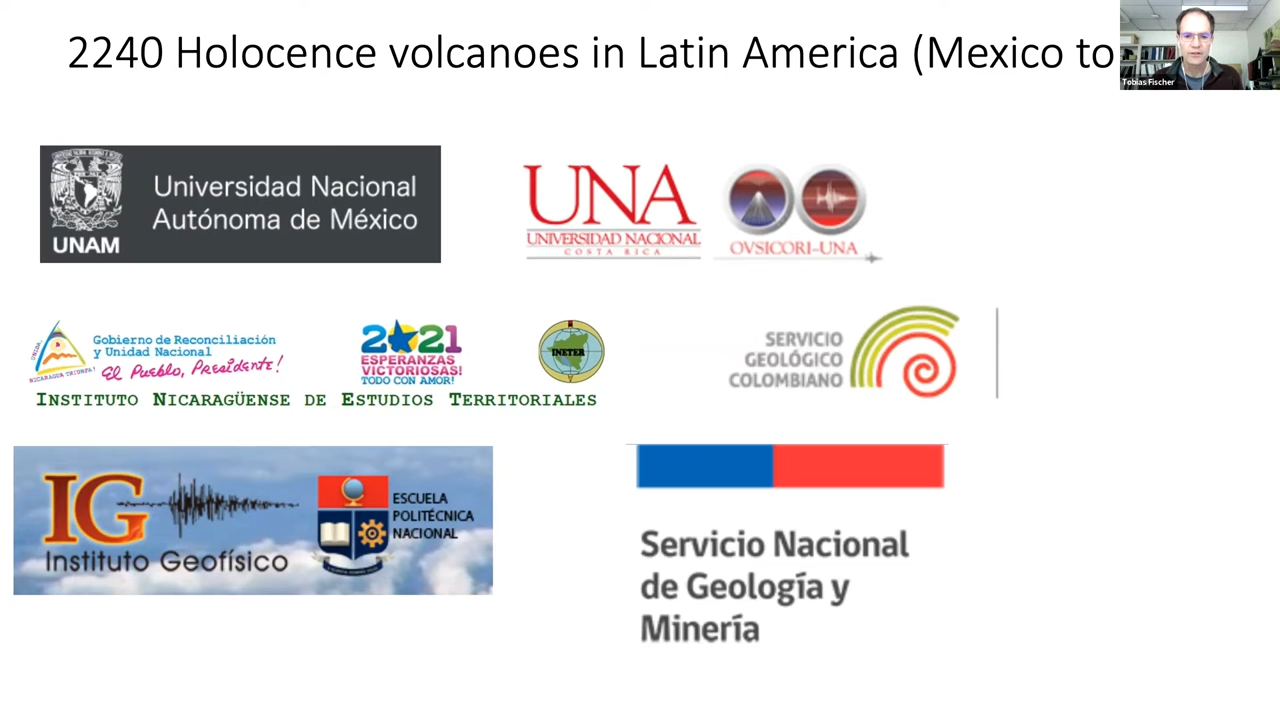 2240 Holocence volcanoes in Latin America (Mexico to
Tobias Fischer
Universidad Nacional
Autónoma de México
UNAM
UNA
UNIVERSIDAD NACIONAL
COSTA RICA
OVSICORI-UNA
UNIDA,
NICARAGUA TRIUNFA!
Gobierno de Reconciliación
y Unidad Nacional
El Pueblo, Presidente!
2021
ESPERANZAS
VICTORIOSAS!
TODO CON AMOR!
INETER
INSTITUTO NICARAGÜENSE DE ESTUDIOS TERRITORIALES
SERVICIO
GEOLÓGICO
COLOMBIANO
IG
Instituto Geofísico
ESCUELA
POLITÉCNICA
NACIONAL
Servicio Nacional
de Geología y
Minería